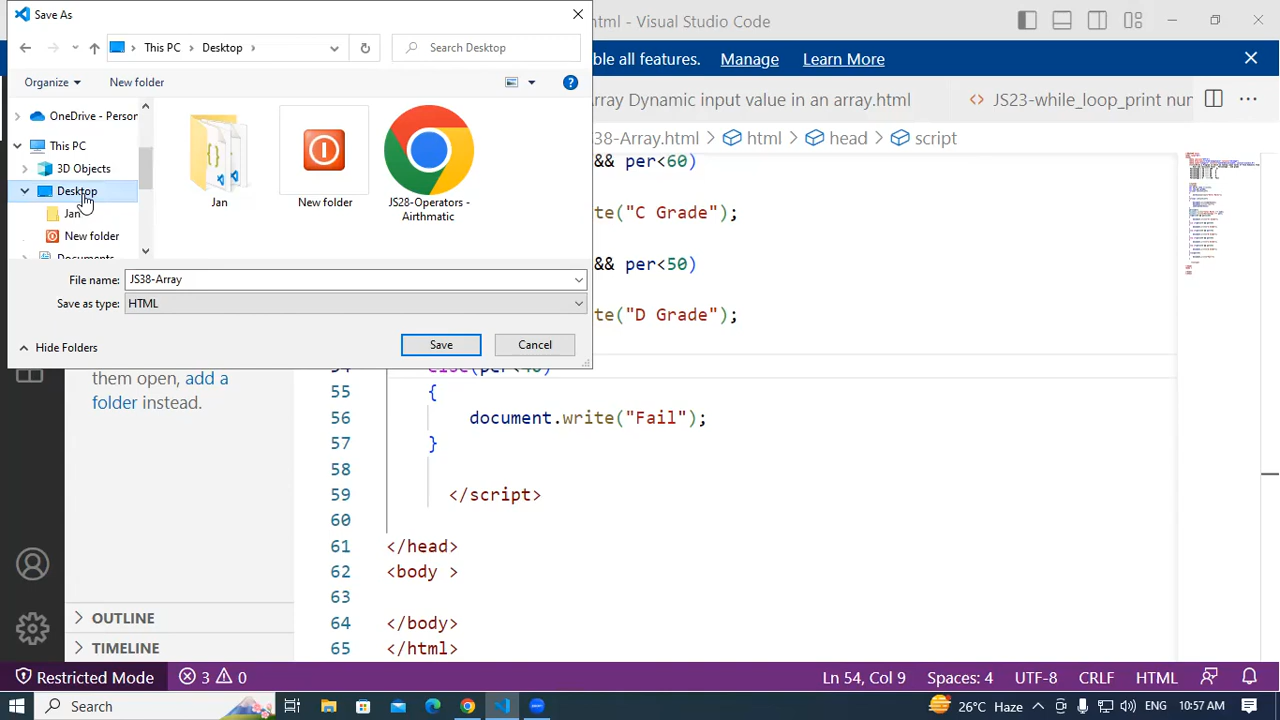 Save As
html - Visual Studio Code
This PC
Desktop
Search Desktop
ble all features.
Manage
Learn More
Organize
New folder
rray Dynamic input value in an array.html
JS23-while_loop_print nun
OneDrive - Person
This PC
3D Objects
Desktop
Jan
New folder
Documents
Jan
New folder
JS28-Operators -
Airthmatic
38-Array.html
html
head
script
&& per<60)
te("C Grade");
&& per<50)
te("D Grade");
File name:
JS38-Array
Save as type:
HTML
Save
Cancel
Hide Folders
them open, add a
folder instead.
55 {
56 document.write("Fail");
57 }
58
59 </script>
60
61 </head>
62 <body >
63
64 </body>
65 </html>
OUTLINE
TIMELINE
Restricted Mode
3
0
Ln 54, Col 9
Spaces: 4
UTF-8
CRLF
HTML
Search
26°C Haze
ENG
10:57 AM